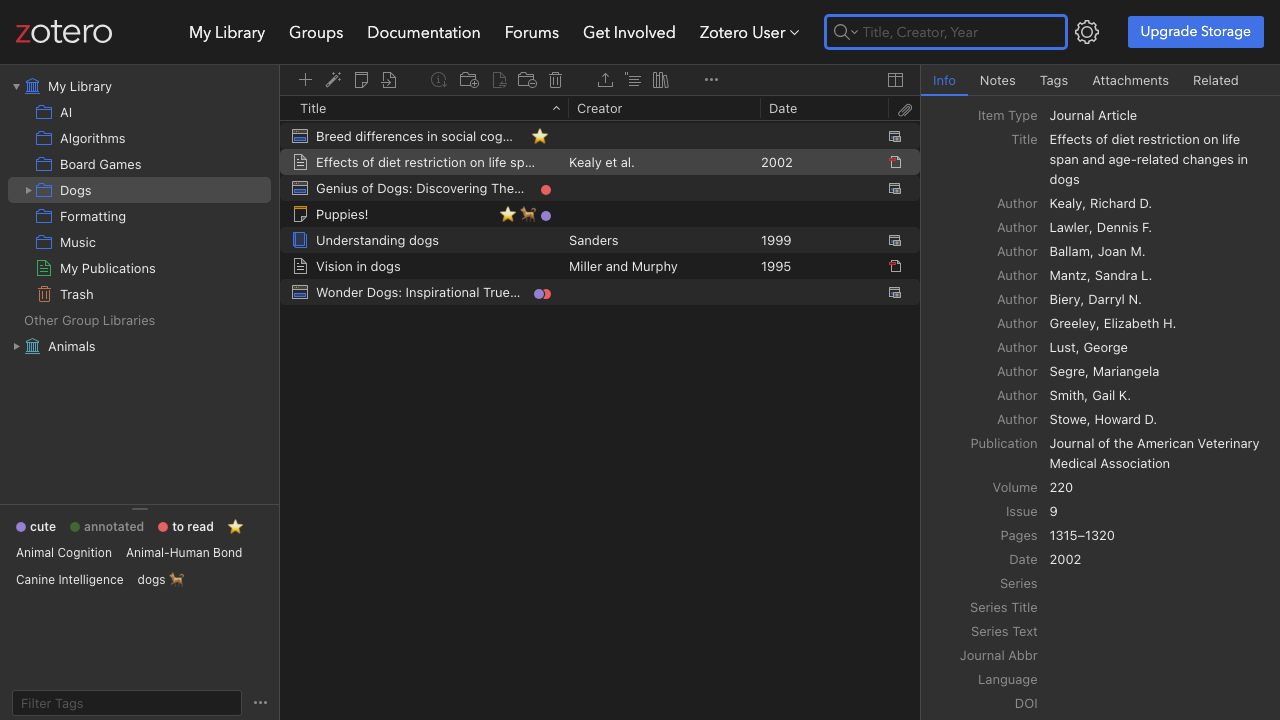 zotero
My Library
Groups
Documentation
Forums
Get Involved
Zotero User
Title, Creator, Year
Upgrade Storage
My Library
AI
Algorithms
Board Games
Dogs
Formatting
Music
My Publications
Trash
Other Group Libraries
Animals
cute
annotated
to read
Animal Cognition
Animal-Human Bond
Canine Intelligence
dogs
Filter Tags
Title
Creator
Date
Breed differences in social cog...
Effects of diet restriction on life sp... Kealy et al. 2002
Genius of Dogs: Discovering The...
Puppies!
Understanding dogs Sanders 1999
Vision in dogs Miller and Murphy 1995
Wonder Dogs: Inspirational True...
Info
Notes
Tags
Attachments
Related
Item Type Journal Article
Title Effects of diet restriction on life
span and age-related changes in
dogs
Author Kealy, Richard D.
Author Lawler, Dennis F.
Author Ballam, Joan M.
Author Mantz, Sandra L.
Author Biery, Darryl N.
Author Greeley, Elizabeth H.
Author Lust, George
Author Segre, Mariangela
Author Smith, Gail K.
Author Stowe, Howard D.
Publication Journal of the American Veterinary
Medical Association
Volume 220
Issue 9
Pages 1315–1320
Date 2002
Series
Series Title
Series Text
Journal Abbr
Language
DOI